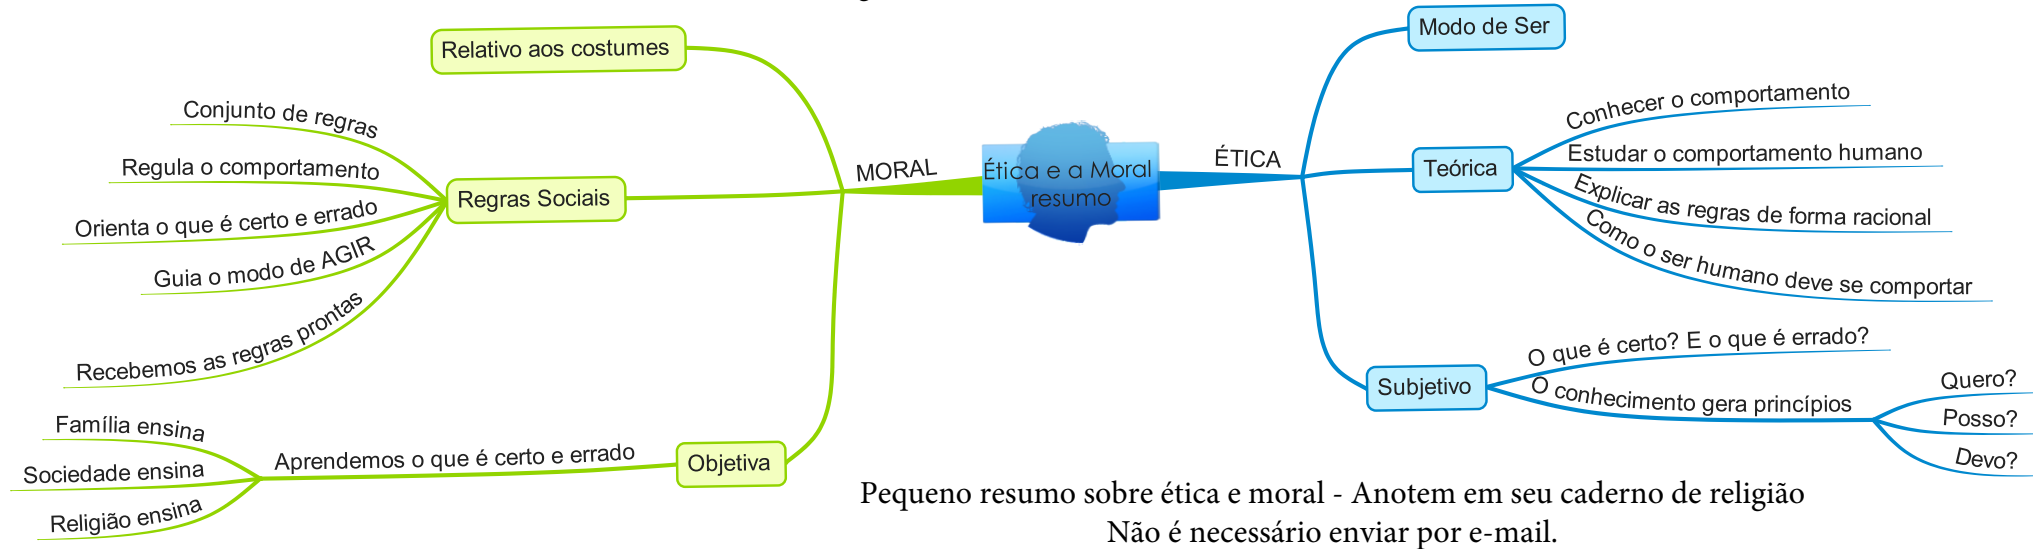 Ética e a Moral
resumo
MORAL
Relativo aos costumes
Regras Sociais
Conjunto de regras
Regula o comportamento
Orienta o que é certo e errado
Guia o modo de AGIR
Recebemos as regras prontas
Objetiva
Aprendemos o que é certo e errado
Família ensina
Sociedade ensina
Religião ensina
ÉTICA
Modo de Ser
Teórica
Conhecer o comportamento
Estudar o comportamento humano
Explicar as regras de forma racional
Como o ser humano deve se comportar
Subjetivo
O que é certo? E o que é errado?
O conhecimento gera princípios
Quero?
Posso?
Devo?
Pequeno resumo sobre ética e moral - Anotem em seu caderno de religião
Não é necessário enviar por e-mail.